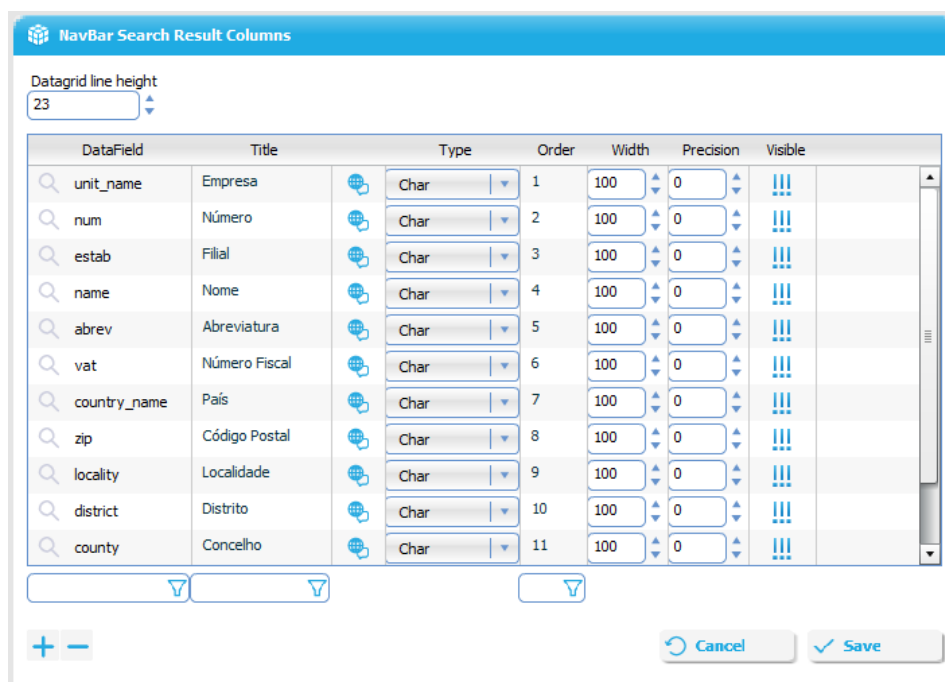 NavBar Search Result Columns
Datagrid line height
23
DataField Title Type Order Width Precision Visible
unit_name Empresa Char 1 100 0
num Número Char 2 100 0
estab Filial Char 3 100 0
name Nome Char 4 100 0
abrev Abreviatura Char 5 100 0
vat Número Fiscal Char 6 100 0
country_name País Char 7 100 0
zip Código Postal Char 8 100 0
locality Localidade Char 9 100 0
district Distrito Char 10 100 0
county Concelho Char 11 100 0
Cancel Save